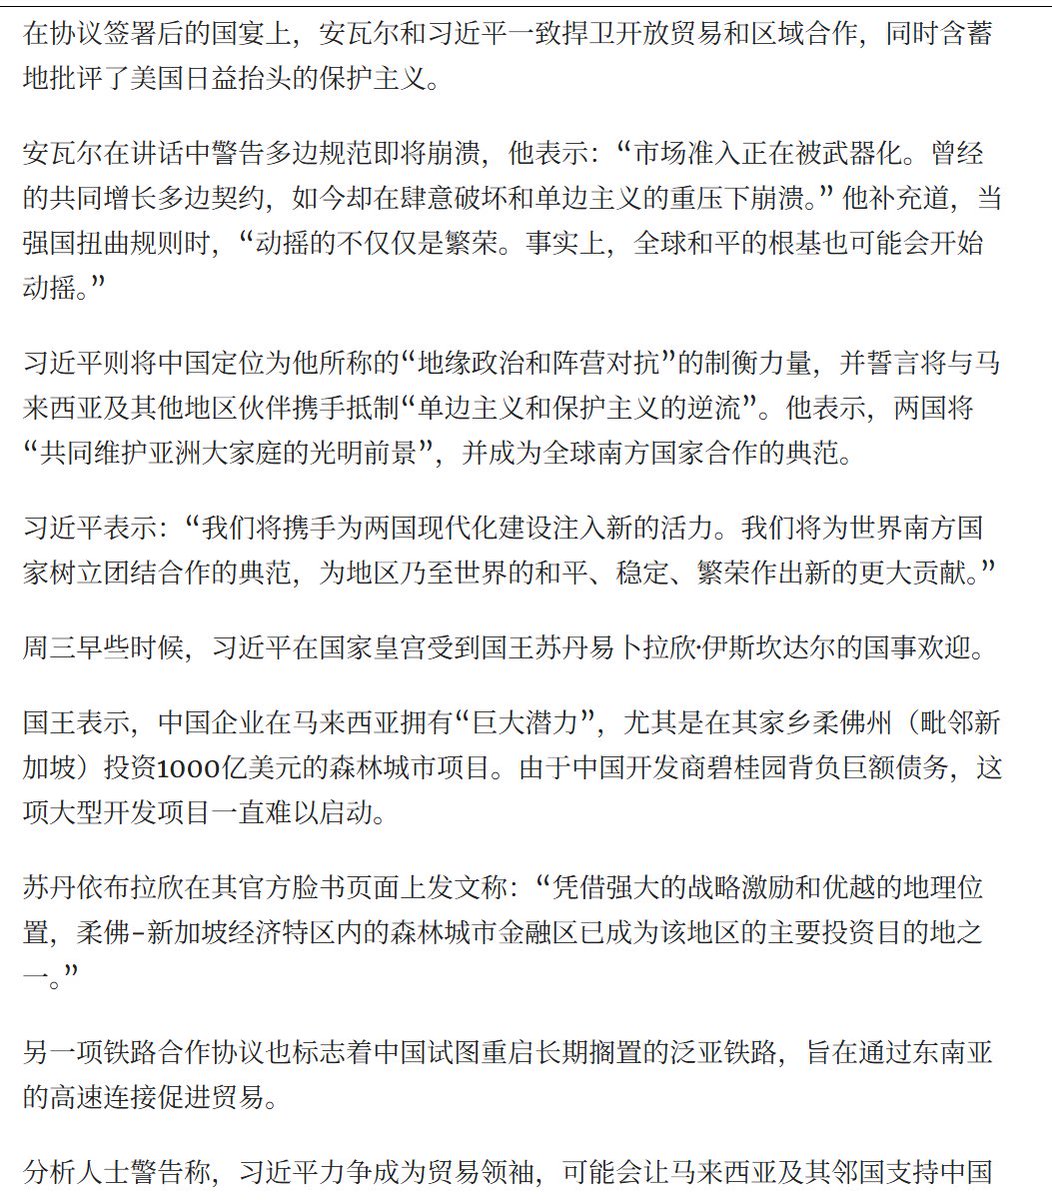 在协议签署后的国宴上，安瓦尔和习近平一致捍卫开放贸易和区域合作，同时含蓄
地批评了美国日益抬头的保护主义。
安瓦尔在讲话中警告多边规范即将崩溃，他表示：“市场准入正在被武器化。曾经
的共同增长多边契约，如今却在肆意破坏和单边主义的重压下崩溃。” 他补充道，当
强国扭曲规则时，“动摇的不仅仅是繁荣。事实上，全球和平的根基也可能会开始
动摇。”
习近平则将中国定位为他所称的“地缘政治和阵营对抗”的制衡力量，并誓言将与马
来西亚及其他地区伙伴携手抵制“单边主义和保护主义的逆流”。他表示，两国将
“共同维护亚洲大家庭的光明前景”，并成为全球南方国家合作的典范。
习近平表示：“我们将携手为两国现代化建设注入新的活力。我们将为世界南方国
家树立团结合作的典范，为地区乃至世界的和平、稳定、繁荣作出新的更大贡献。”
周三早些时候，习近平在国家皇宫受到国王苏丹易卜拉欣·伊斯坎达尔的国事欢迎。
国王表示，中国企业在马来西亚拥有“巨大潜力”，尤其是在其家乡柔佛州（毗邻新
加坡）投资1000亿美元的森林城市项目。由于中国开发商碧桂园背负巨额债务，这
项大型开发项目一直难以启动。
苏丹依布拉欣在其官方脸书页面上发文称：“凭借强大的战略激励和优越的地理位
置，柔佛-新加坡经济特区内的森林城市金融区已成为该地区的主要投资目的地之
一。”
另一项铁路合作协议也标志着中国试图重启长期搁置的泛亚铁路，旨在通过东南亚
的高速连接促进贸易。
分析人士警告称，习近平力争成为贸易领袖，可能会让马来西亚及其邻国支持中国